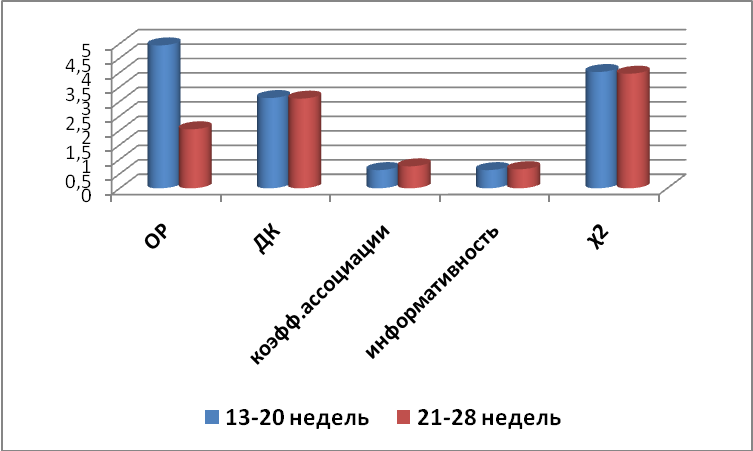 5
4,5
4
3,5
3
2,5
2
1,5
1
0,5
0
ОР
ДК
коэфф.ассоциации
информативность
χ2
13-20 недель
21-28 недель